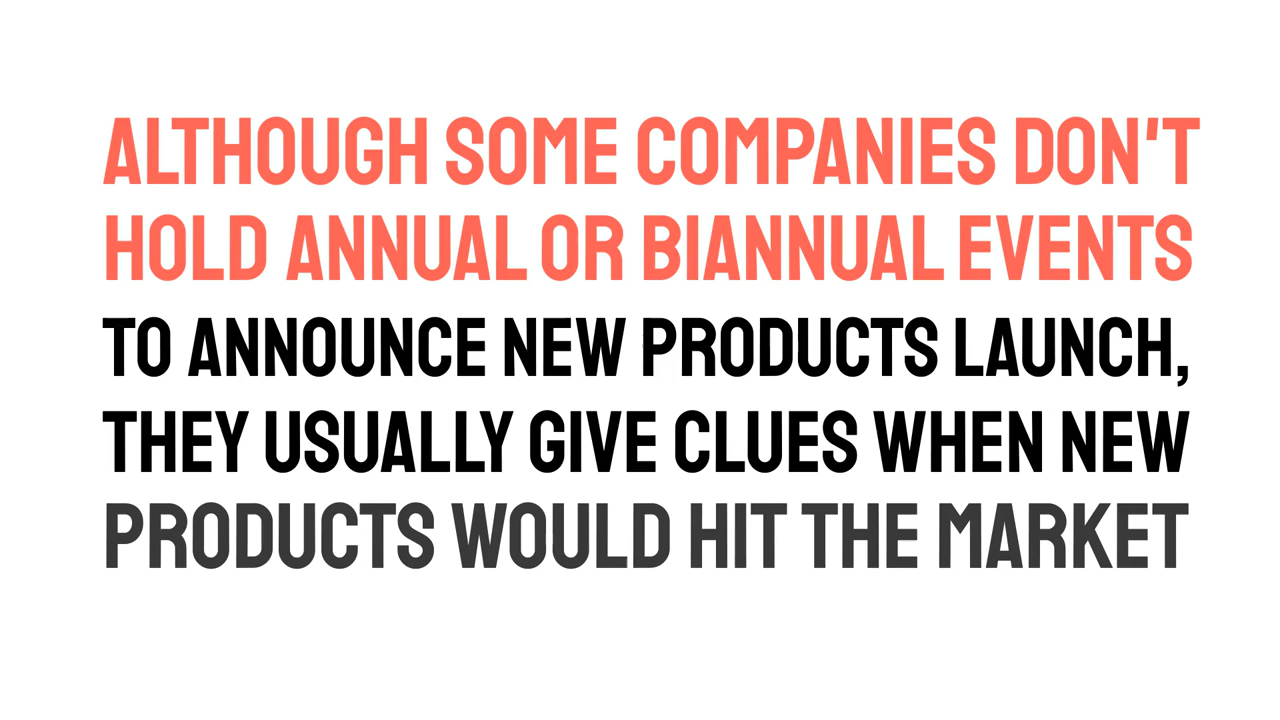 ALTHOUGH SOME COMPANIES DON'T
HOLD ANNUAL OR BIANNUAL EVENTS
TO ANNOUNCE NEW PRODUCTS LAUNCH,
THEY USUALLY GIVE CLUES WHEN NEW
PRODUCTS WOULD HIT THE MARKET